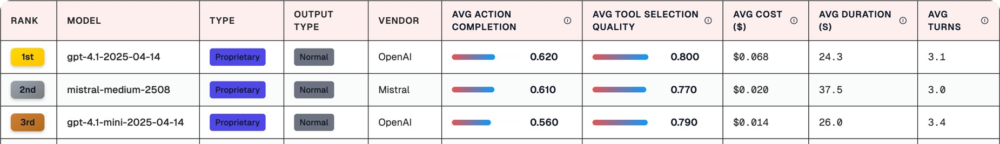 RANK MODEL TYPE OUTPUT TYPE VENDOR AVG ACTION COMPLETION AVG TOOL SELECTION QUALITY AVG COST ($) AVG DURATION (S) AVG TURNS
1st gpt-4.1-2025-04-14 Proprietary Normal OpenAI 0.620 0.800 $0.068 24.3 3.1
2nd mistral-medium-2508 Proprietary Normal Mistral 0.610 0.770 $0.020 37.5 3.0
3rd gpt-4.1-mini-2025-04-14 Proprietary Normal OpenAI 0.560 0.790 $0.014 26.0 3.4